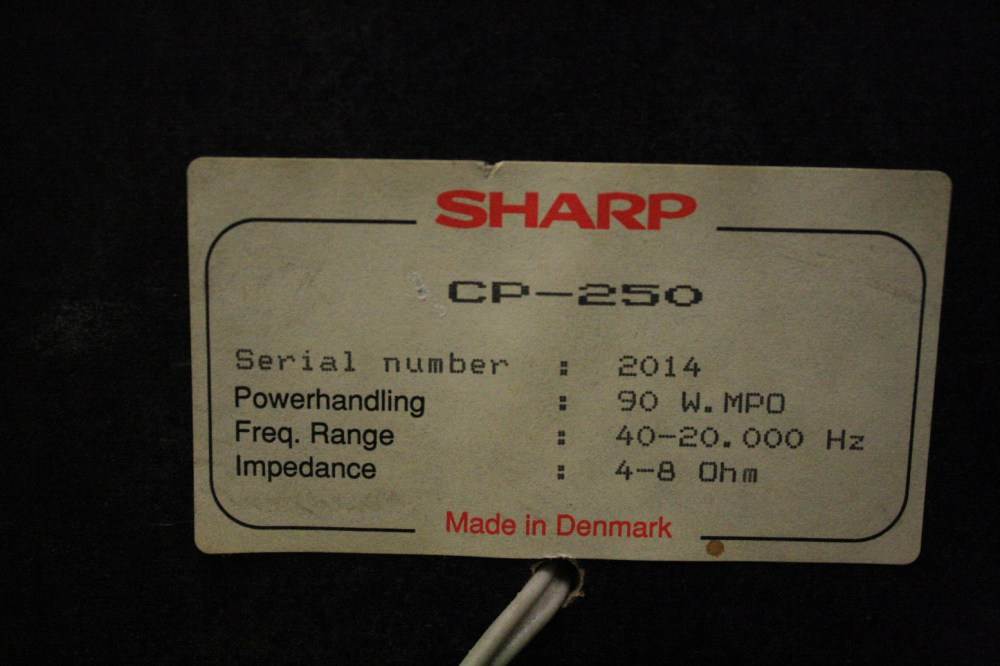 SHARP
CP-250
Serial number : 2014
Powerhandling : 90 W.MPO
Freq. Range : 40-20.000 Hz
Impedance : 4-8 Ohm
Made in Denmark